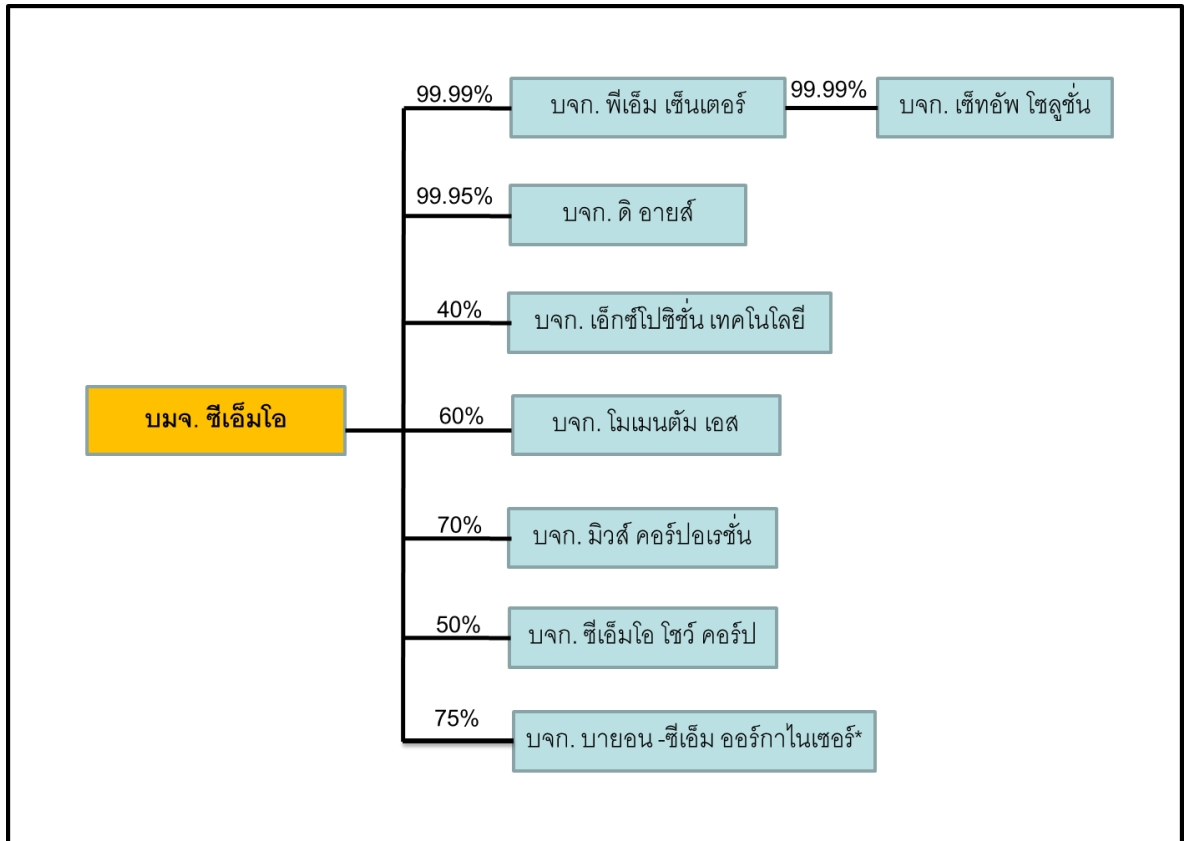 99.99%
บจก. พีเอ็ม เซ็นเตอร์
99.99%
บจก. เซ็ทอัพ โซลูชั่น
99.95%
บจก. ดิ อายส์
40%
บจก. เอ็กซ์โปซิชั่น เทคโนโลยี
บมจ. ซีเอ็มโอ
60%
บจก. โมเมนตัม เอส
70%
บจก. มิวส์ คอร์ปอเรชั่น
50%
บจก. ซีเอ็มโอ โชว์ คอร์ป
75%
บจก. บายอน -ซีเอ็ม ออร์กาไนเซอร์*